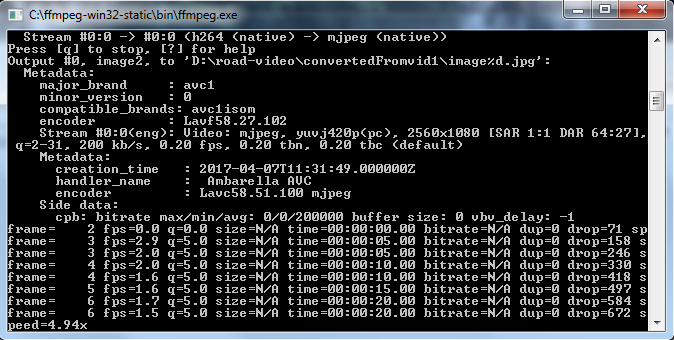 C:\ffmpeg-win32-static\bin\ffmpeg.exe
Stream #0:0 -> #0:0 (h264 (native) -> mjpeg (native))
Press [q] to stop, [?] for help
Output #0, image2, to 'D:\road-video\convertedFromvid1\image%d.jpg':
Metadata:
major_brand : avc1
minor_version : 0
compatible_brands: avc1isom
encoder : Lavf58.27.102
Stream #0:0(eng): Video: mjpeg, yuvj420p(pc), 2560x1080 [SAR 1:1 DAR 64:27],
q=2-31, 200 kb/s, 0.20 fps, 0.20 tbn, 0.20 tbc (default)
Metadata:
creation_time : 2017-04-07T11:31:49.000000Z
handler_name : Ambarella AVC
encoder : Lavc58.51.100 mjpeg
Side data:
cpb: bitrate max/min/avg: 0/0/200000 buffer size: 0 vbv_delay: -1
frame= 2 fps=0.0 q=0.0 size=N/A time=00:00:00.00 bitrate=N/A dup=0 drop=71 sp
frame= 3 fps=2.9 q=5.0 size=N/A time=00:00:05.00 bitrate=N/A dup=0 drop=158 s
frame= 3 fps=2.0 q=5.0 size=N/A time=00:00:05.00 bitrate=N/A dup=0 drop=246 s
frame= 4 fps=2.0 q=5.0 size=N/A time=00:00:10.00 bitrate=N/A dup=0 drop=330 s
frame= 4 fps=1.6 q=5.0 size=N/A time=00:00:10.00 bitrate=N/A dup=0 drop=418 s
frame= 5 fps=1.6 q=5.0 size=N/A time=00:00:15.00 bitrate=N/A dup=0 drop=497 s
frame= 6 fps=1.7 q=5.0 size=N/A time=00:00:20.00 bitrate=N/A dup=0 drop=584 s
frame= 6 fps=1.5 q=5.0 size=N/A time=00:00:20.00 bitrate=N/A dup=0 drop=672 s
peed=4.94x